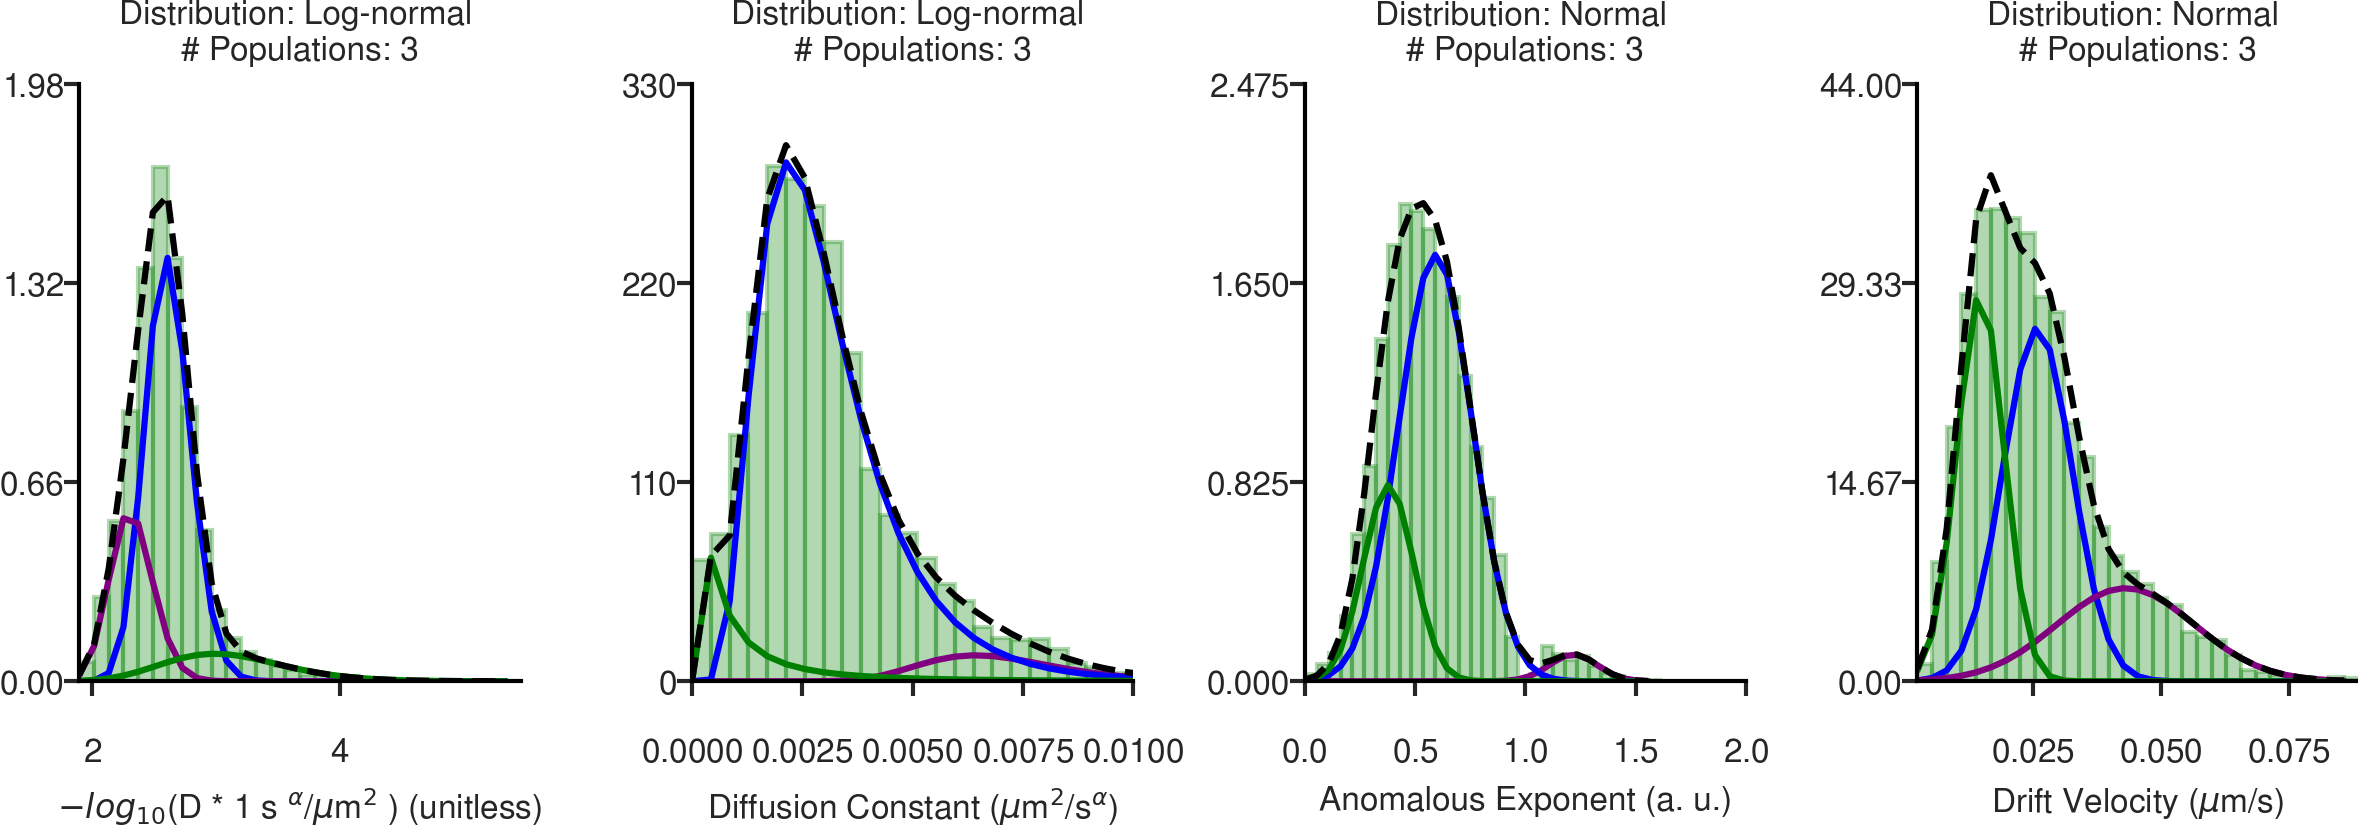 Distribution: Log-normal
# Populations: 3
1.98
1.32
0.66
0.00
2 4
−log₁₀(D * 1 s ᵅ/μm² ) (unitless)
Distribution: Log-normal
# Populations: 3
330
220
110
0
0.0000 0.0025 0.0050 0.0075 0.0100
Diffusion Constant (μm²/sᵅ)
Distribution: Normal
# Populations: 3
2.475
1.650
0.825
0.000
0.0 0.5 1.0 1.5 2.0
Anomalous Exponent (a. u.)
Distribution: Normal
# Populations: 3
44.00
29.33
14.67
0.00
0.025 0.050 0.075
Drift Velocity (μm/s)